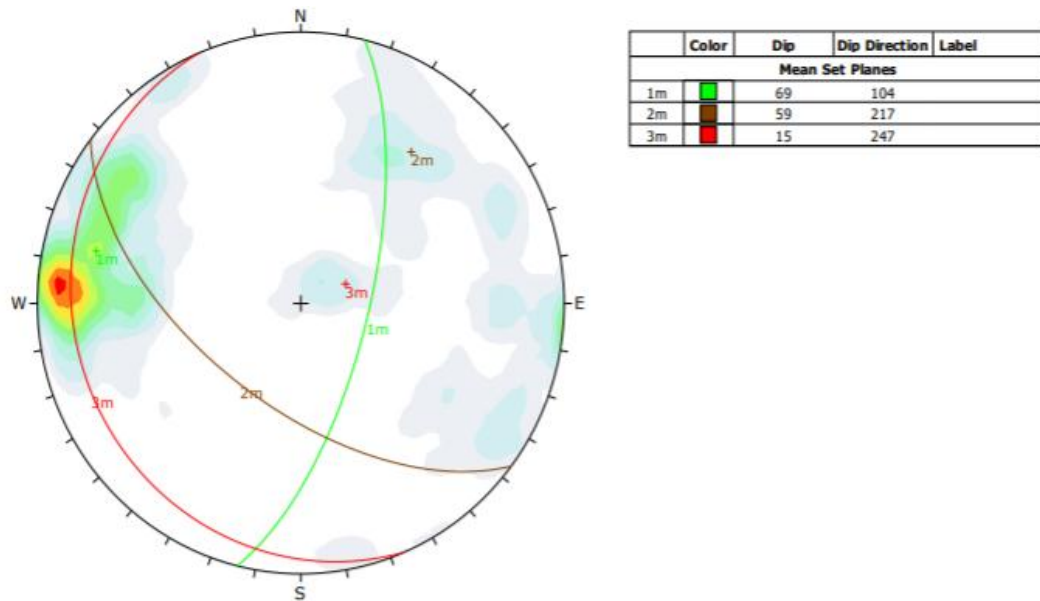 N
W
E
S
1m
2m
3m
1m
2m
3m
Color Dip Dip Direction Label
Mean Set Planes
1m 69 104
2m 59 217
3m 15 247